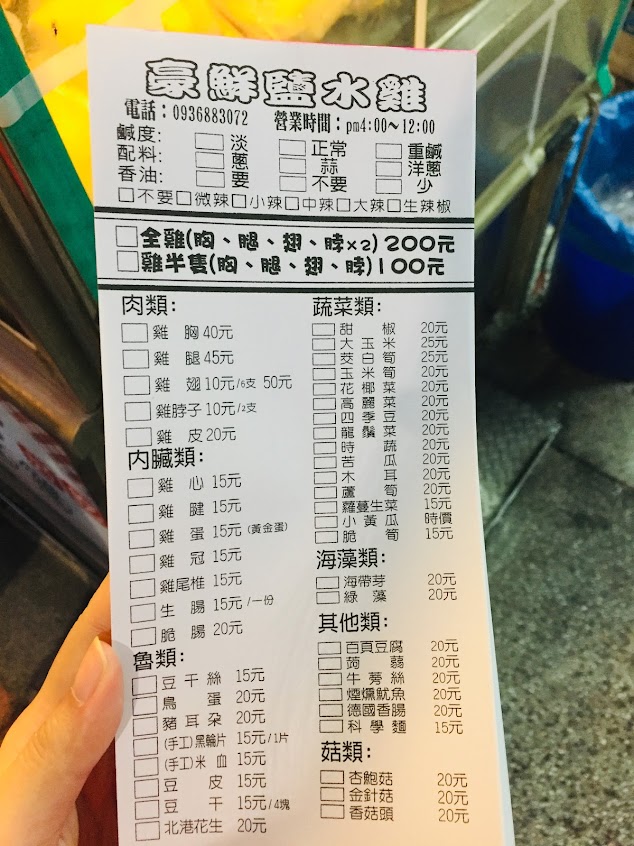 豪鮮鹽水雞
電話：0936883072 營業時間：pm4:00～12:00
鹹度： □淡 □正常 □重鹹
配料： □蔥 □蒜 □洋蔥
香油： □要 □不要 □少
□不要□微辣□小辣□中辣□大辣□生辣椒
□全雞(胸、腿、翅、脖x2) 200元
□雞半隻(胸、腿、翅、脖)100元
肉類：
□雞 胸 40元
□雞 腿 45元
□雞 翅 10元/6支 50元
□雞脖子 10元/2支
□雞 皮 20元
內臟類：
□雞 心 15元
□雞 腱 15元
□雞 蛋 15元(黃金蛋)
□雞 冠 15元
□雞尾椎 15元
□生 腸 15元/一份
□脆 腸 20元
魯類：
□豆干絲 15元
□鳥 蛋 20元
□豬耳朵 20元
□(手工)黑輪片 15元/1片
□(手工)米 血 15元
□豆 皮 15元
□豆 干 15元/4塊
□北港花生 20元
蔬菜類：
□甜 椒 20元
□大玉米 25元
□茭白筍 25元
□玉米筍 20元
□花椰菜 20元
□高麗菜 20元
□四季豆 20元
□龍鬚菜 20元
□時 蔬 20元
□苦 瓜 20元
□木 耳 20元
□蘆 筍 20元
□蘿蔓生菜 15元
□小黃瓜 時價
□脆 筍 15元
海藻類：
□海帶芽 20元
□綠 藻 20元
其他類：
□百頁豆腐 20元
□蒟 蒻 20元
□牛蒡絲 20元
□煙燻魷魚 20元
□德國香腸 20元
□科學麵 15元
菇類：
□杏鮑菇 20元
□金針菇 20元
□香菇頭 20元